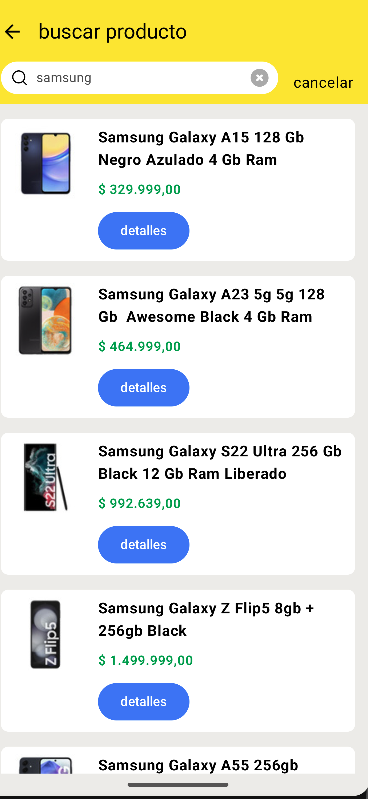 buscar producto
samsung
cancelar
Samsung Galaxy A15 128 Gb
Negro Azulado 4 Gb Ram
$ 329.999,00
detalles
Samsung Galaxy A23 5g 5g 128
Gb  Awesome Black 4 Gb Ram
$ 464.999,00
detalles
S22 Ultra
Samsung Galaxy S22 Ultra 256 Gb
Black 12 Gb Ram Liberado
$ 992.639,00
detalles
Z Flip5
Samsung Galaxy Z Flip5 8gb +
256gb Black
$ 1.499.999,00
detalles
Samsung Galaxy A55 256gb